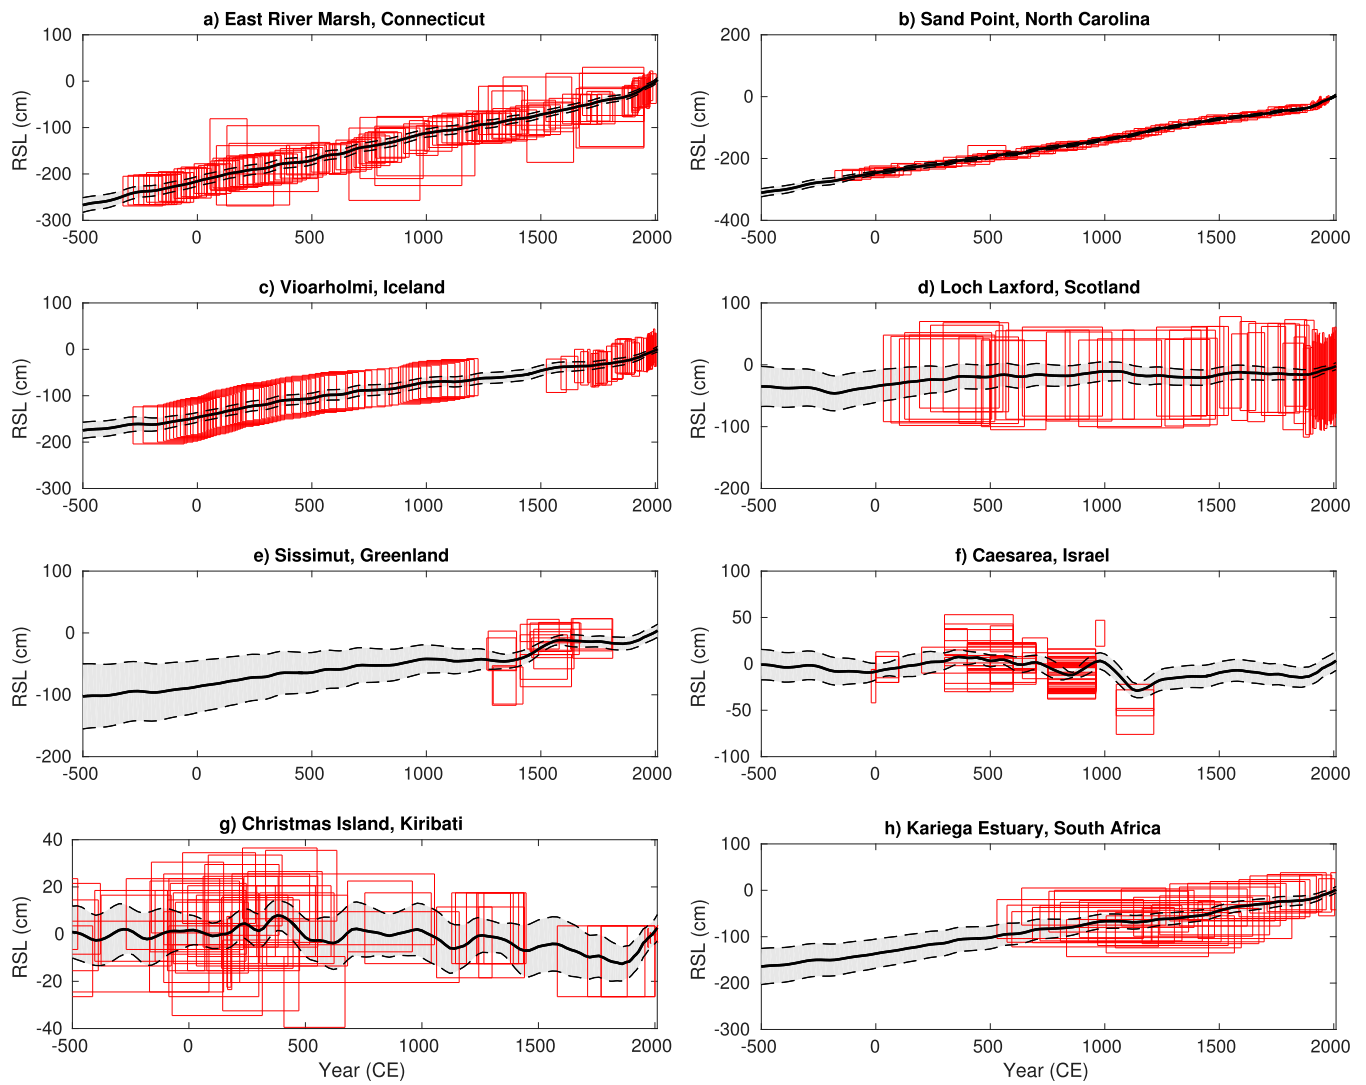 a) East River Marsh, Connecticut
RSL (cm)
100
0
-100
-200
-300
-500 0 500 1000 1500 2000
b) Sand Point, North Carolina
RSL (cm)
200
0
-200
-400
-500 0 500 1000 1500 2000
c) Vioarholmi, Iceland
RSL (cm)
100
0
-100
-200
-300
-500 0 500 1000 1500 2000
d) Loch Laxford, Scotland
RSL (cm)
100
0
-100
-200
-500 0 500 1000 1500 2000
e) Sissimut, Greenland
RSL (cm)
100
0
-100
-200
-500 0 500 1000 1500 2000
f) Caesarea, Israel
RSL (cm)
100
50
0
-50
-100
-500 0 500 1000 1500 2000
g) Christmas Island, Kiribati
RSL (cm)
40
20
0
-20
-40
-500 0 500 1000 1500 2000
Year (CE)
h) Kariega Estuary, South Africa
RSL (cm)
100
0
-100
-200
-300
-500 0 500 1000 1500 2000
Year (CE)